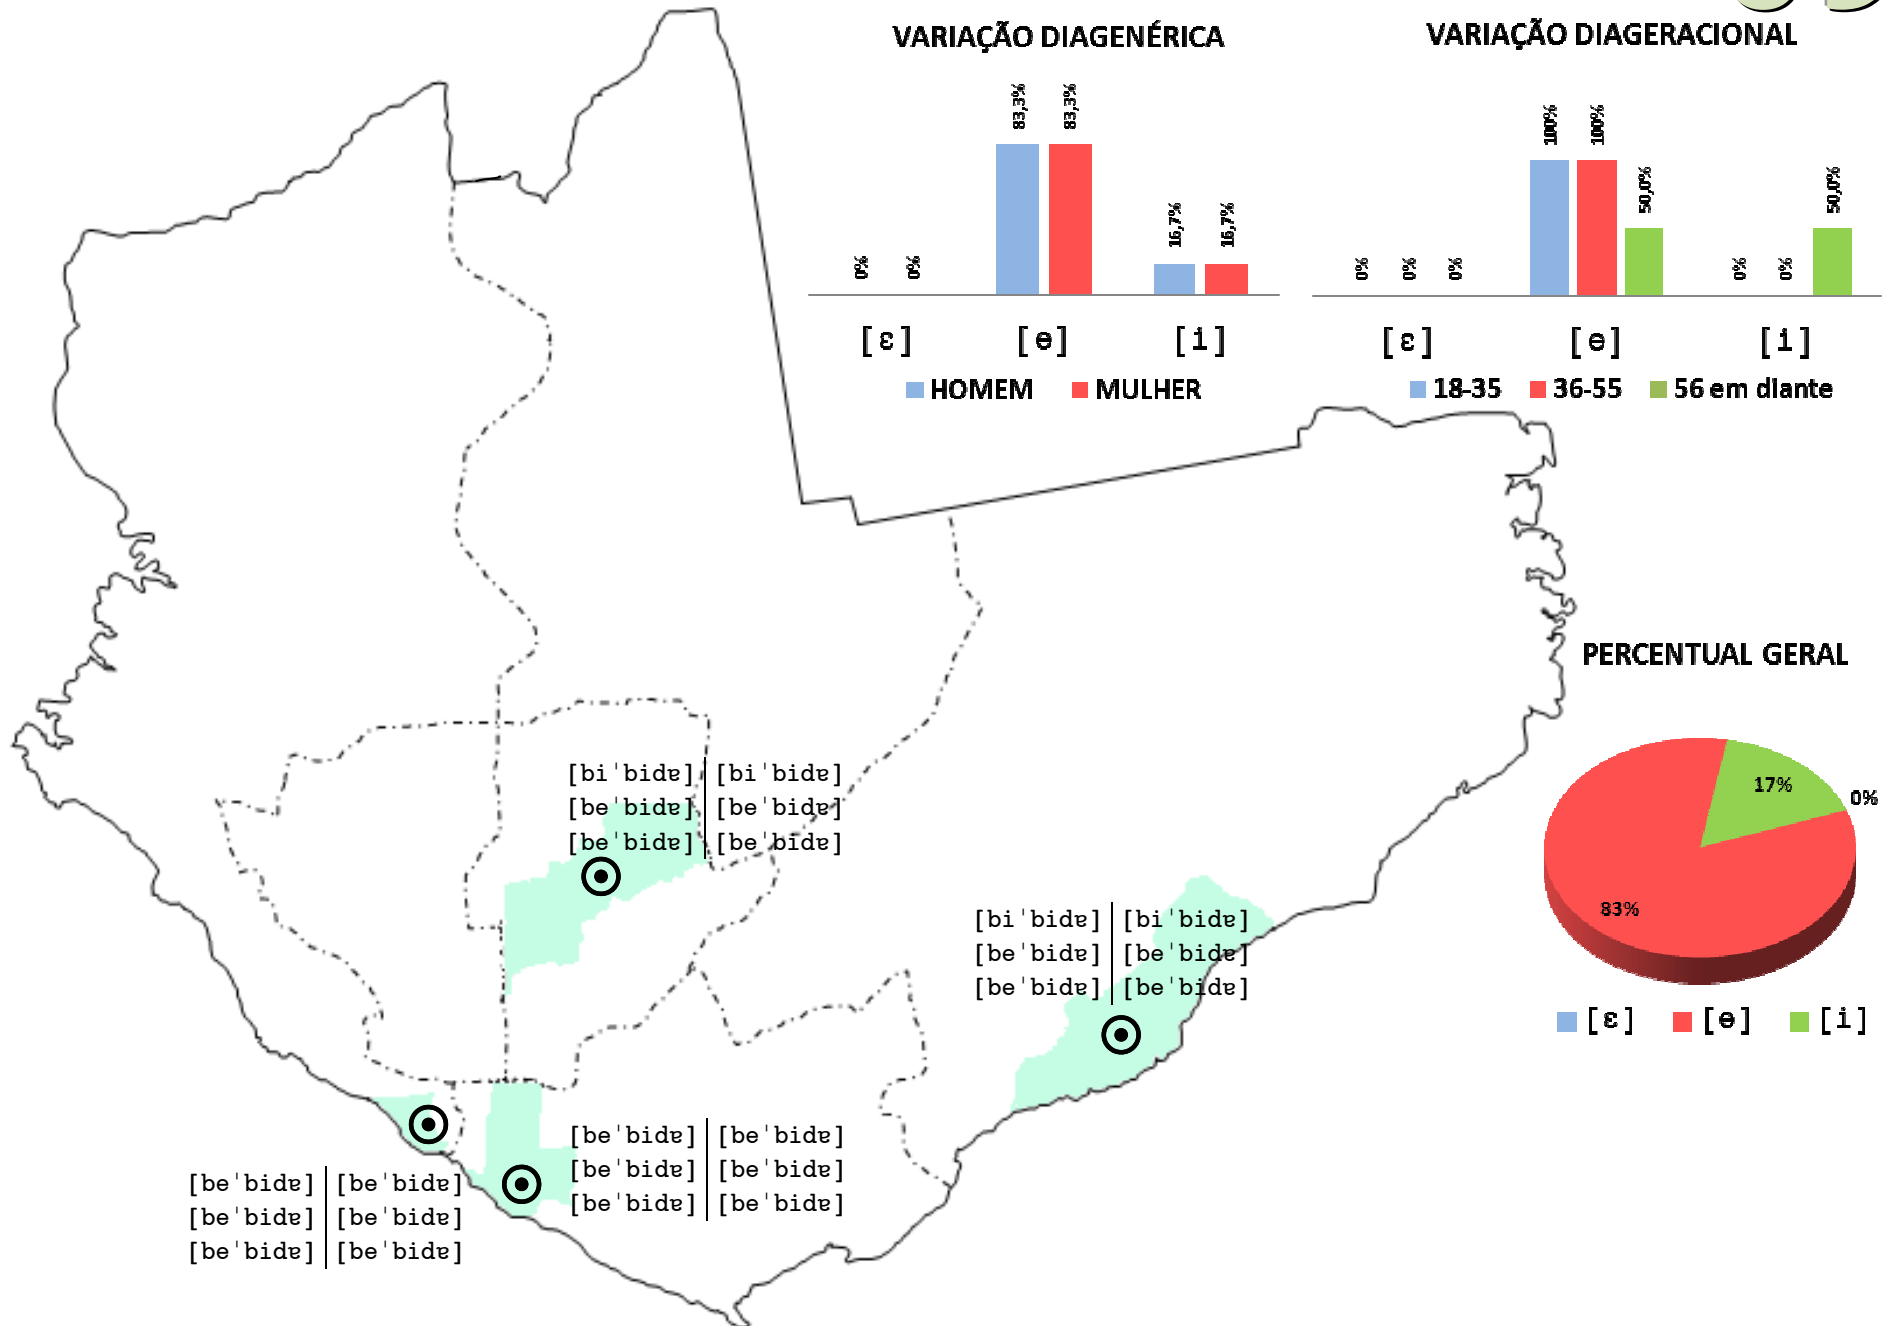 VARIAÇÃO DIAGENÉRICA
0% 0% 83,3% 83,3% 16,7% 16,7%
[ɛ] [ɵ] [i]
HOMEM MULHER
VARIAÇÃO DIAGERACIONAL
0% 0% 0% 100% 100% 50,0% 0% 0% 50,0%
[ɛ] [ɵ] [i]
18-35 36-55 56 em diante
PERCENTUAL GERAL
17%
0%
83%
[ɛ] [ɵ] [i]
[biˈbidɐ] [biˈbidɐ]
[beˈbidɐ] [beˈbidɐ]
[beˈbidɐ] [beˈbidɐ]
[biˈbidɐ] [biˈbidɐ]
[beˈbidɐ] [beˈbidɐ]
[beˈbidɐ] [beˈbidɐ]
[beˈbidɐ] [beˈbidɐ]
[beˈbidɐ] [beˈbidɐ]
[beˈbidɐ] [beˈbidɐ]
[beˈbidɐ] [beˈbidɐ]
[beˈbidɐ] [beˈbidɐ]
[beˈbidɐ] [beˈbidɐ]